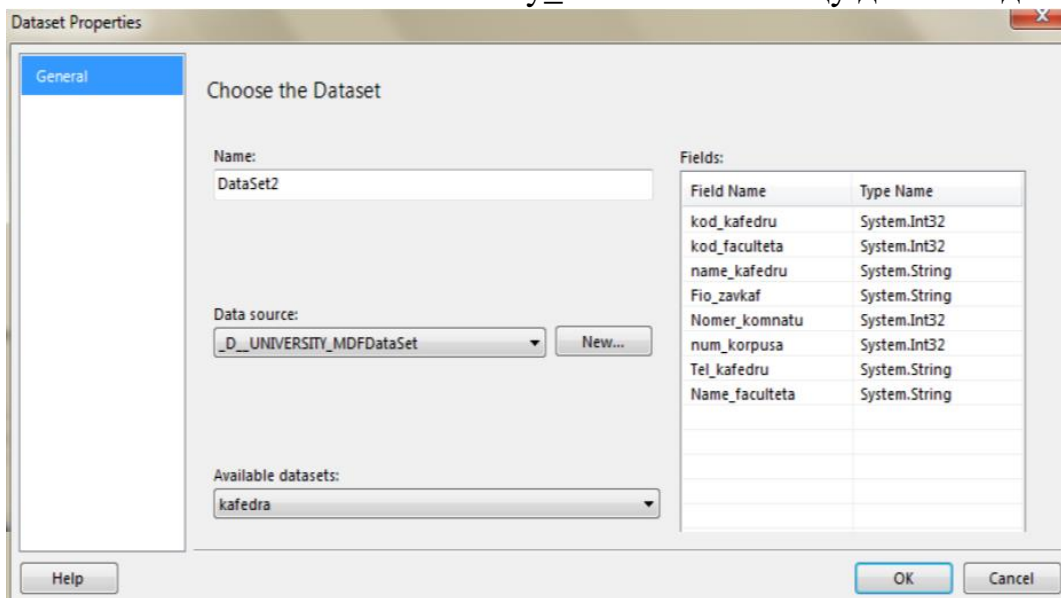 Dataset Properties
General
Choose the Dataset
Name:
DataSet2
Data source:
_D__UNIVERSITY_MDFDataSet
New...
Available datasets:
kafedra
Fields:
Field Name Type Name
kod_kafedru System.Int32
kod_faculteta System.Int32
name_kafedru System.String
Fio_zavkaf System.String
Nomer_komnatu System.Int32
num_korpusa System.Int32
Tel_kafedru System.String
Name_faculteta System.String
Help
OK
Cancel